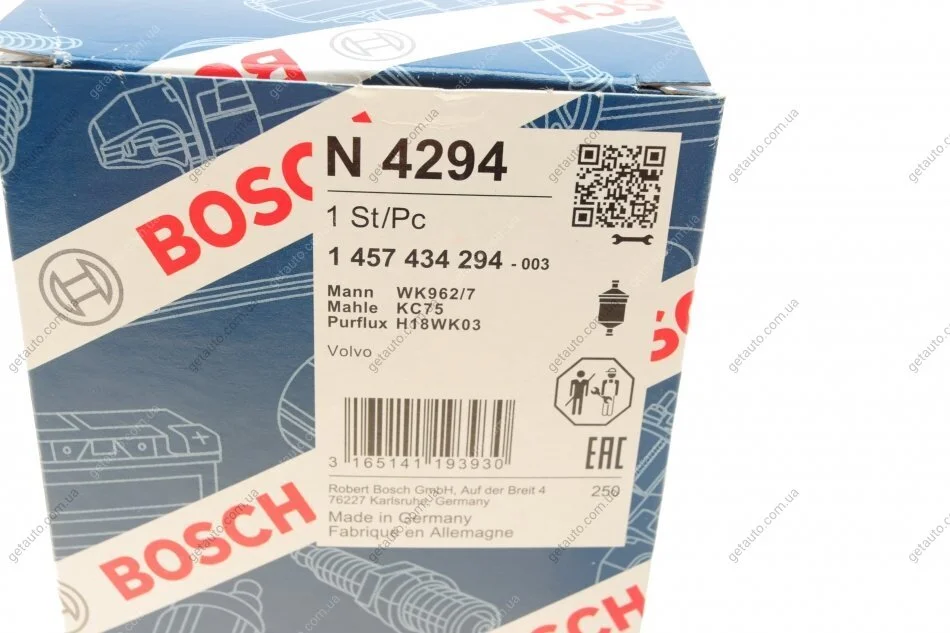 BOSCH
BOSCH
N 4294
1 St/Pc
1 457 434 294 - 003
Mann WK962/7
Mahle KC75
Purflux H18WK03
Volvo
3 165141 193930
EAC
Robert Bosch GmbH, Auf der Breit 4
76227 Karlsruhe, Germany
250
Made in Germany
Fabriqué en Allemagne
BOSCH
getauto.com.ua